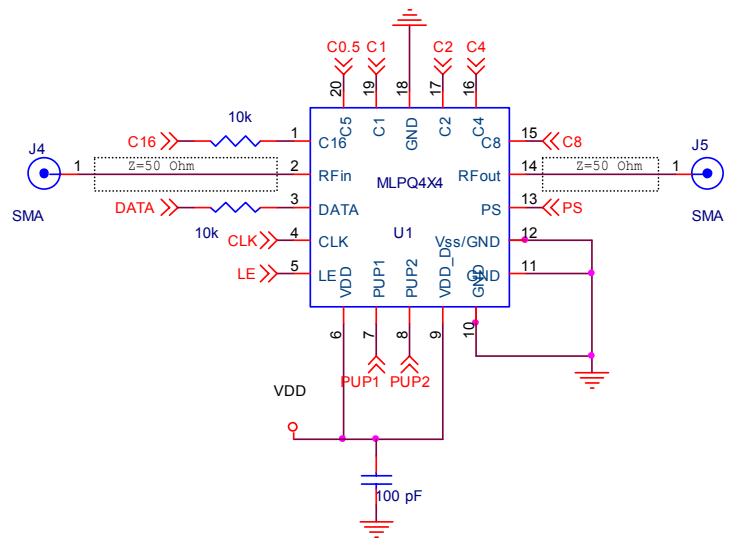 C0.5 C1 C2 C4
20 19 18 17 16
C5 C1 GND C2 C4
10k
C16 1 C16 C8 15 C8
J4 J5
1 Z=50 Ohm 2 RFin RFout 14 Z=50 Ohm 1
MLPQ4X4
SMA DATA 3 DATA PS 13 PS SMA
10k
U1
CLK 4 CLK Vss/GND 12
LE 5 LE GND 11
VDD PUP1 PUP2 VDD_D GND
6 7 8 9 10
PUP1 PUP2
VDD
100 pF